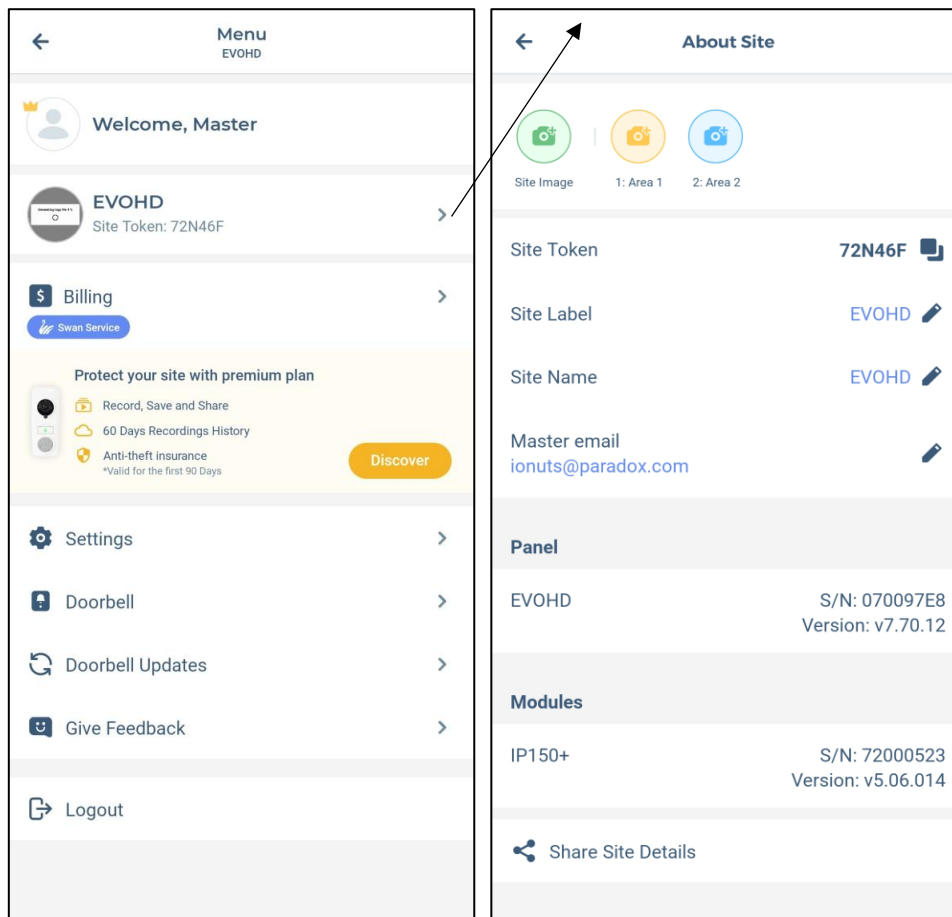 Menu
EVOHD
Welcome, Master
EVOHD
Site Token: 72N46F
Billing
Swan Service
Protect your site with premium plan
Record, Save and Share
60 Days Recordings History
Anti-theft insurance
*Valid for the first 90 Days
Discover
Settings
Doorbell
Doorbell Updates
Give Feedback
Logout
About Site
Site Image
1: Area 1
2: Area 2
Site Token
72N46F
Site Label
EVOHD
Site Name
EVOHD
Master email
ionuts@paradox.com
Panel
EVOHD
S/N: 070097E8
Version: v7.70.12
Modules
IP150+
S/N: 72000523
Version: v5.06.014
Share Site Details